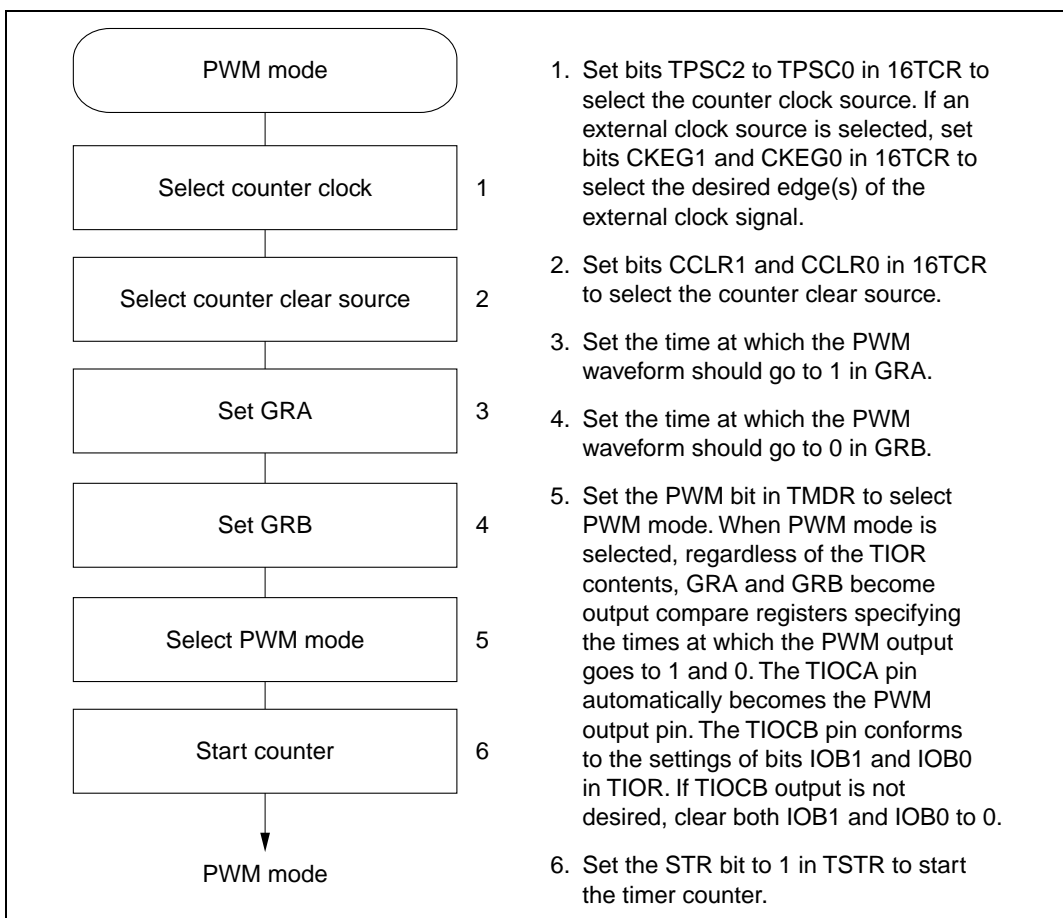 PWM mode
Select counter clock
1
Select counter clear source
2
Set GRA
3
Set GRB
4
Select PWM mode
5
Start counter
6
PWM mode
1. Set bits TPSC2 to TPSC0 in 16TCR to
select the counter clock source. If an
external clock source is selected, set
bits CKEG1 and CKEG0 in 16TCR to
select the desired edge(s) of the
external clock signal.
2. Set bits CCLR1 and CCLR0 in 16TCR
to select the counter clear source.
3. Set the time at which the PWM
waveform should go to 1 in GRA.
4. Set the time at which the PWM
waveform should go to 0 in GRB.
5. Set the PWM bit in TMDR to select
PWM mode. When PWM mode is
selected, regardless of the TIOR
contents, GRA and GRB become
output compare registers specifying
the times at which the PWM output
goes to 1 and 0. The TIOCA pin
automatically becomes the PWM
output pin. The TIOCB pin conforms
to the settings of bits IOB1 and IOB0
in TIOR. If TIOCB output is not
desired, clear both IOB1 and IOB0 to 0.
6. Set the STR bit to 1 in TSTR to start
the timer counter.